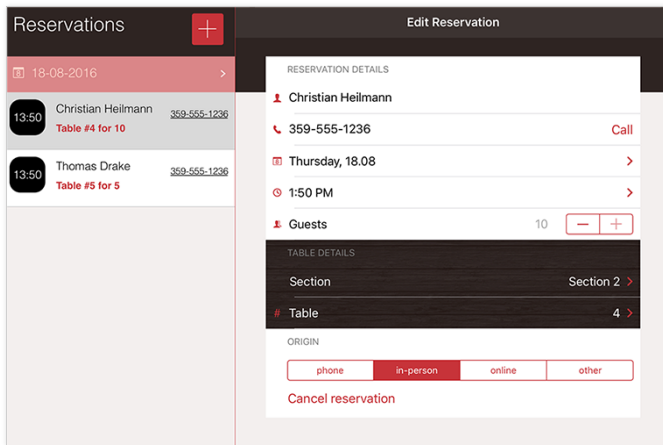 Reservations
18-08-2016
13:50
Christian Heilmann
359-555-1236
Table #4 for 10
13:50
Thomas Drake
359-555-1236
Table #5 for 5
Edit Reservation
RESERVATION DETAILS
Christian Heilmann
359-555-1236 Call
Thursday, 18.08
1:50 PM
Guests 10
TABLE DETAILS
Section Section 2
# Table 4
ORIGIN
phone in-person online other
Cancel reservation